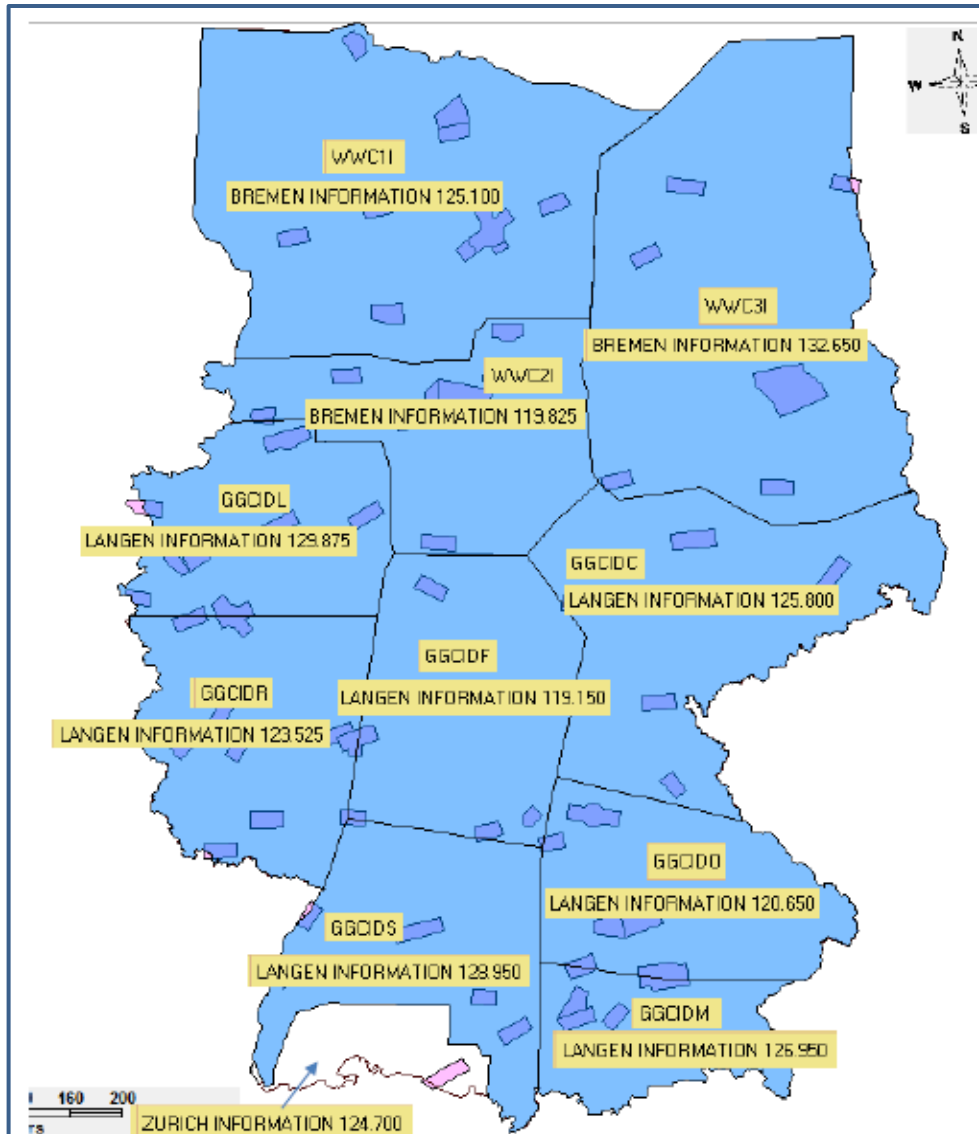 N
W
S
WWC1I
BREMEN INFORMATION 125.100
WWC3I
BREMEN INFORMATION 132.650
WWC2I
BREMEN INFORMATION 119.825
GGCIDL
LANGEN INFORMATION 129.875
GGCIDC
LANGEN INFORMATION 125.800
GGCIDF
LANGEN INFORMATION 119.150
GGCIDR
LANGEN INFORMATION 123.525
GGCIDO
LANGEN INFORMATION 120.650
GGCIDS
LANGEN INFORMATION 128.950
GGCIDM
LANGEN INFORMATION 126.950
160 200
ZURICH INFORMATION 124.700